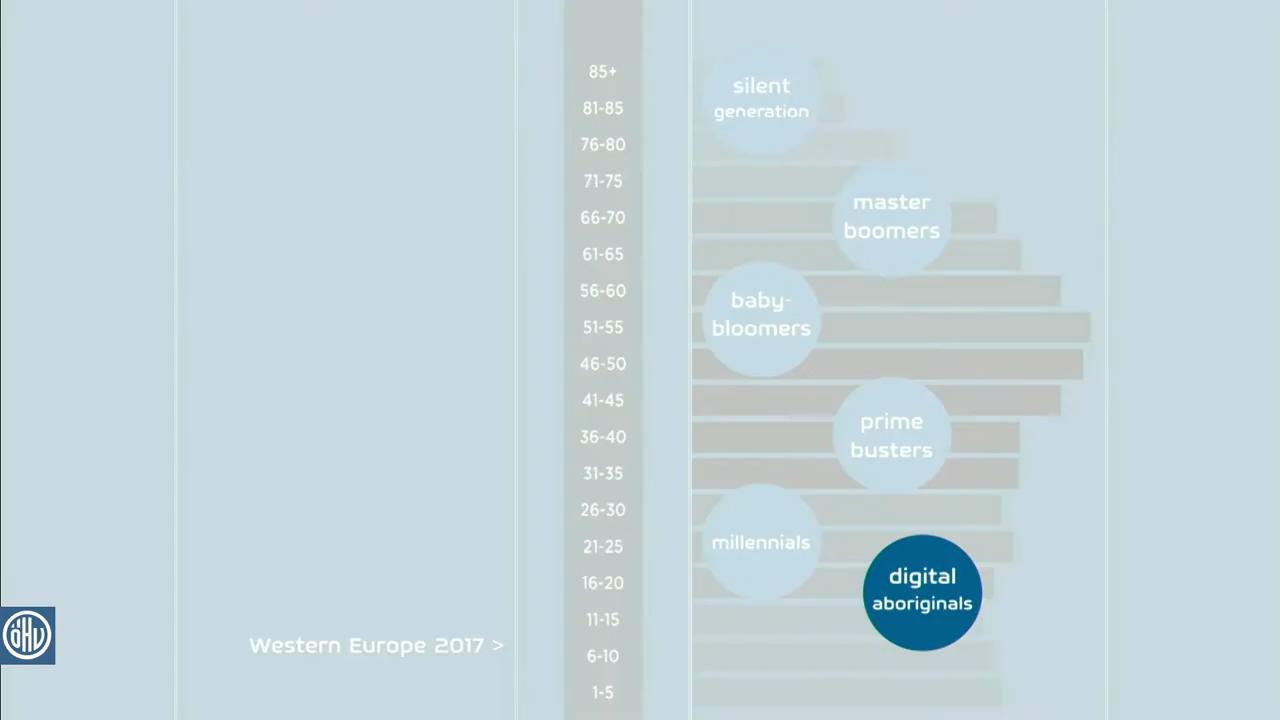 85+
81-85
76-80
71-75
66-70
61-65
56-60
51-55
46-50
41-45
36-40
31-35
26-30
21-25
16-20
11-15
6-10
1-5
silent
generation
master
boomers
baby-
bloomers
prime
busters
millennials
digital
aboriginals
Western Europe 2017 >
ÖHV